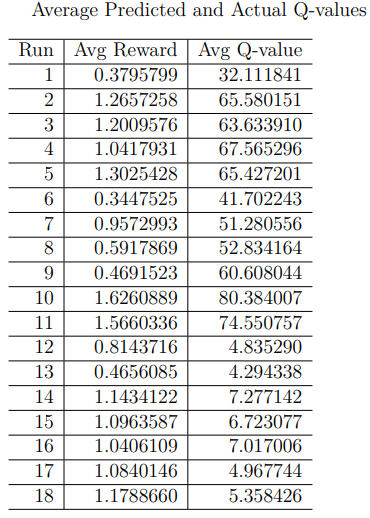 Average Predicted and Actual Q-values
Run Avg Reward Avg Q-value
1 0.3795799 32.111841
2 1.2657258 65.580151
3 1.2009576 63.633910
4 1.0417931 67.565296
5 1.3025428 65.427201
6 0.3447525 41.702243
7 0.9572993 51.280556
8 0.5917869 52.834164
9 0.4691523 60.608044
10 1.6260889 80.384007
11 1.5660336 74.550757
12 0.8143716 4.835290
13 0.4656085 4.294338
14 1.1434122 7.277142
15 1.0963587 6.723077
16 1.0406109 7.017006
17 1.0840146 4.967744
18 1.1788660 5.358426